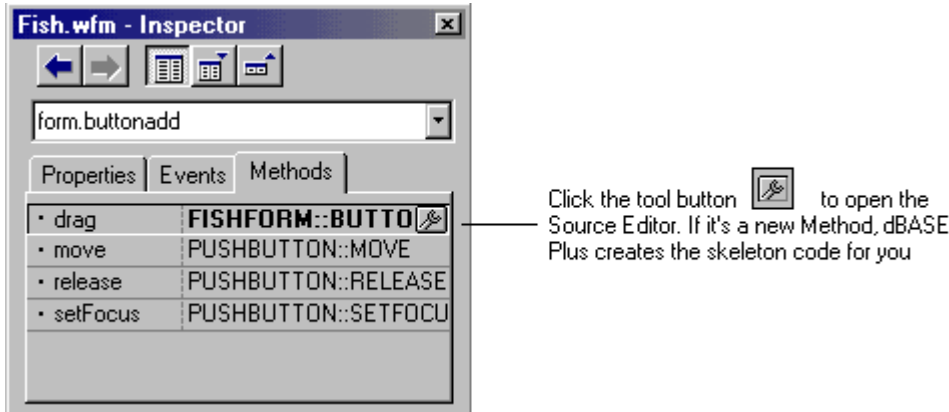 Fish.wfm - Inspector
form.buttonadd
Properties Events Methods
drag FISHFORM::BUTTO
move PUSHBUTTON::MOVE
release PUSHBUTTON::RELEASE
setFocus PUSHBUTTON::SETFOCU
Click the tool button to open the
Source Editor. If it's a new Method, dBASE
Plus creates the skeleton code for you